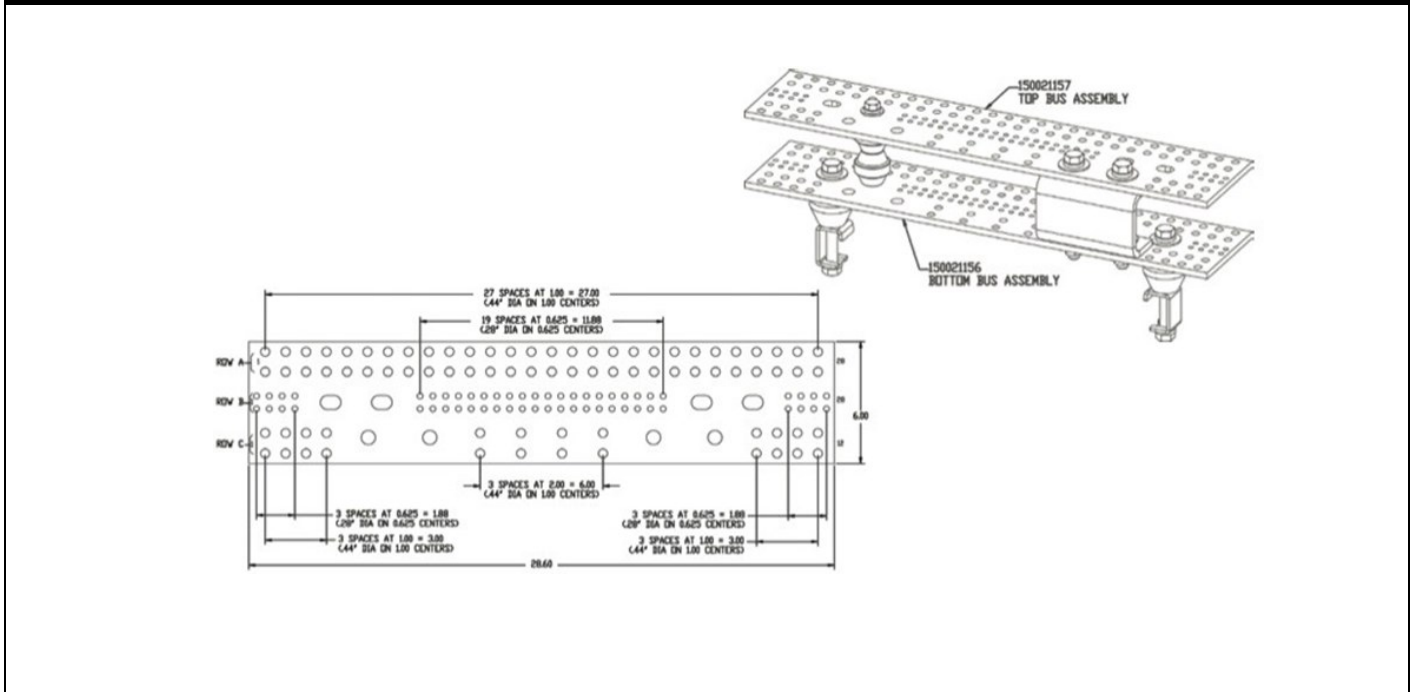 150021157
TOP BUS ASSEMBLY
150021156
BOTTOM BUS ASSEMBLY
27 SPACES AT 1.00 = 27.00
(.44" DIA ON 1.00 CENTERS)
19 SPACES AT 0.625 = 11.88
(.28" DIA ON 0.625 CENTERS)
ROW A
1
28
ROW B
28
6.00
ROW C
12
3 SPACES AT 2.00 = 6.00
(.44" DIA ON 1.00 CENTERS)
3 SPACES AT 0.625 = 1.88
(.28" DIA ON 0.625 CENTERS)
3 SPACES AT 1.00 = 3.00
(.44" DIA ON 1.00 CENTERS)
3 SPACES AT 0.625 = 1.88
(.28" DIA ON 0.625 CENTERS)
3 SPACES AT 1.00 = 3.00
(.44" DIA ON 1.00 CENTERS)
28.60